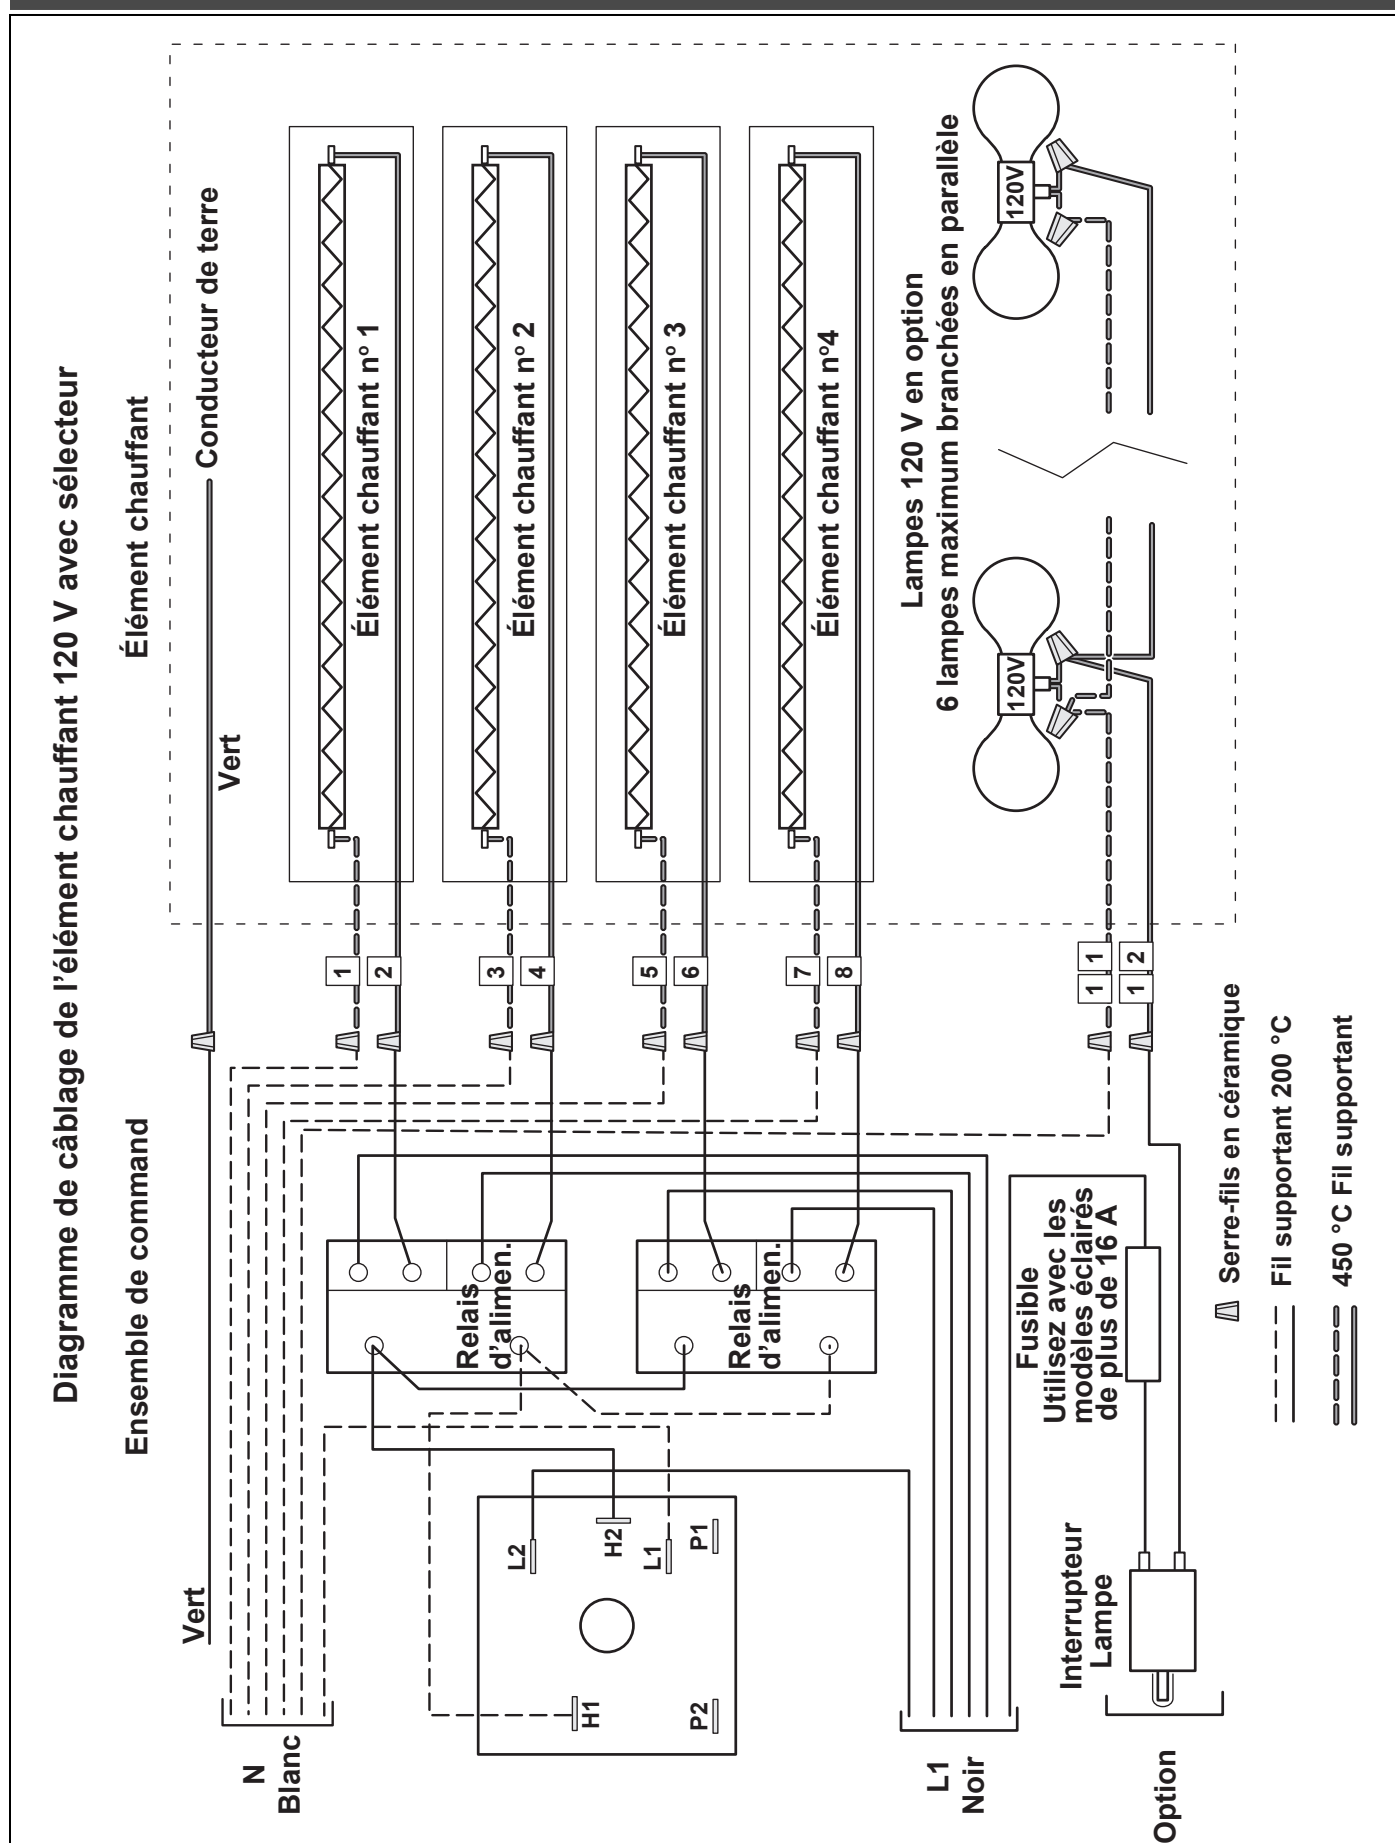 Diagramme de câblage de l'élément chauffant 120 V avec sélecteur
Ensemble de command
Élément chauffant
Vert
Vert
Conducteur de terre
N
Blanc
1
2
Élément chauffant nº 1
3
4
Élément chauffant nº 2
5
6
Élément chauffant nº 3
7
8
Élément chauffant nº4
Relais
d'alimen.
Relais
d'alimen.
L2
H2
L1
P1
H1
P2
L1
Noir
Lampes 120 V en option
6 lampes maximum branchées en parallèle
120V
120V
1 1
1 2
Fusible
Utilisez avec les
modèles éclairés
de plus de 16 A
Interrupteur
Lampe
Option
Serre-fils en céramique
Fil supportant 200 °C
450 °C Fil supportant